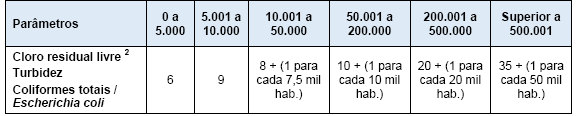 Parâmetros
0 a
5.000
5.001 a
10.000
10.001 a
50.000
50.001 a
200.000
200.001 a
500.000
Superior a
500.001
Cloro residual livre 2
Turbidez
Coliformes totais /
Escherichia coli
6
9
8 + (1 para
cada 7,5 mil
hab.)
10 + (1 para
cada 10 mil
hab.)
20 + (1 para
cada 20 mil
hab.)
35 + (1 para
cada 50 mil
hab.)